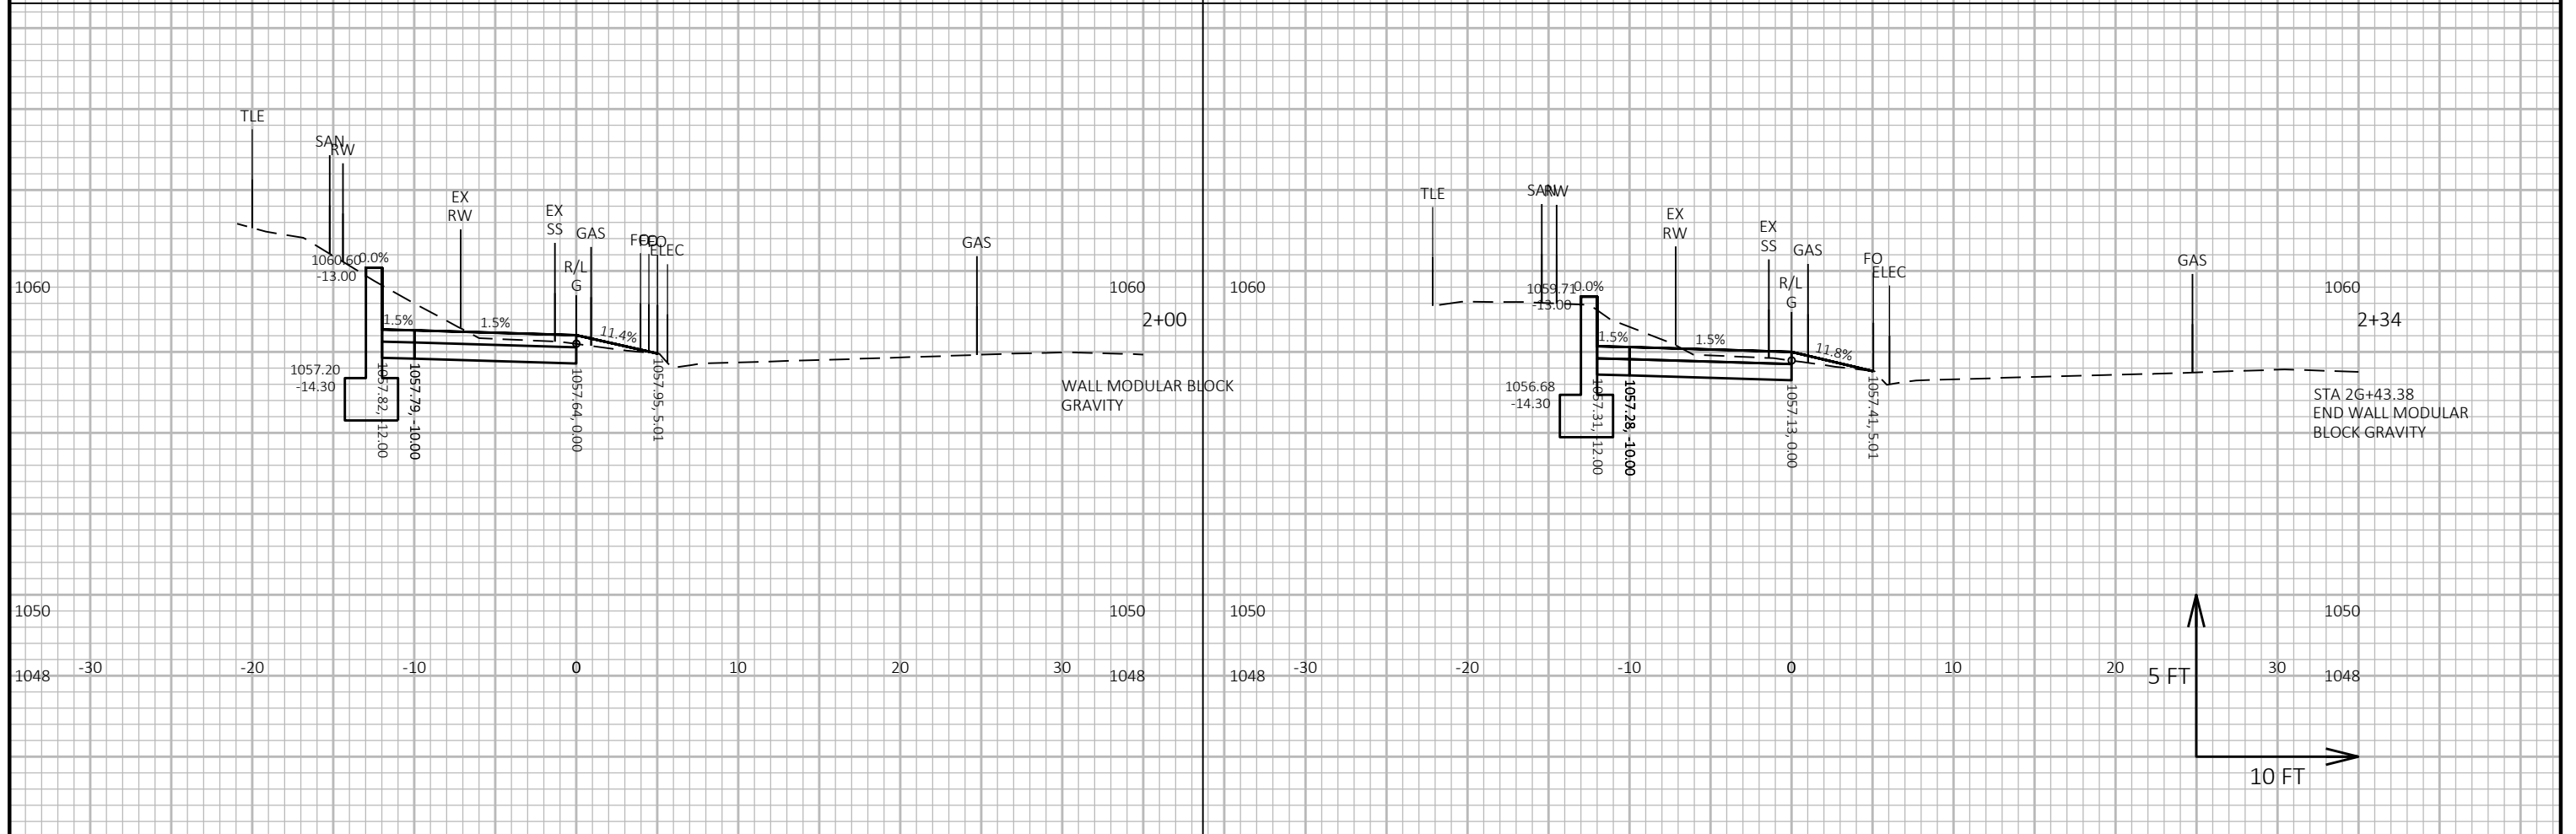 TLE
SAN
RW
EX
RW
EX
SS
GAS
R/L
G
FO
FO
ELEC
GAS
1060.60
-13.00
0.0%
1.5%
1.5%
11.4%
1057.20
-14.30
1057.82, -12.00
1057.79, -10.00
1057.64, 0.00
1057.95, 5.01
1060
1060
2+00
WALL MODULAR BLOCK
GRAVITY
1050
1050
1048
-30
-20
-10
0
10
20
30
1048
TLE
SAN
RW
EX
RW
EX
SS
GAS
R/L
G
FO
ELEC
GAS
1059.71
-13.00
0.0%
1.5%
1.5%
11.8%
1056.68
-14.30
1057.31, -12.00
1057.28, -10.00
1057.13, 0.00
1057.41, 5.01
1060
1060
2+34
STA 2G+43.38
END WALL MODULAR
BLOCK GRAVITY
1050
1050
1048
-30
-20
-10
0
10
20
30
1048
5 FT
10 FT